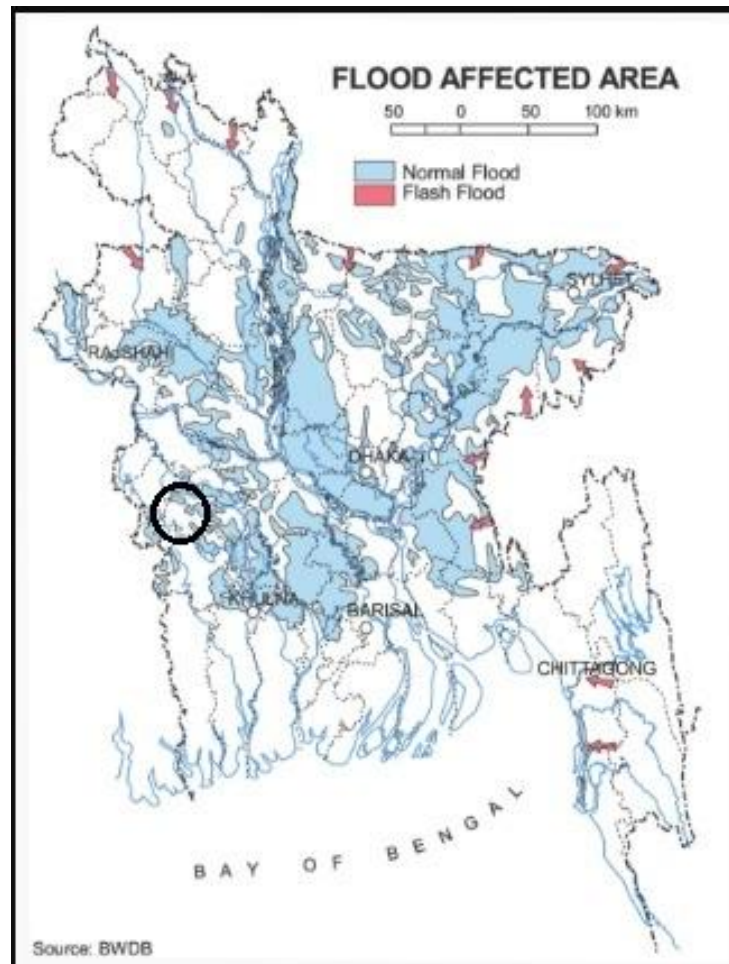 FLOOD AFFECTED AREA
50 0 50 100 km
Normal Flood
Flash Flood
SYLHET
RAJSHAHI
DHAKA
KHULNA
BARISAL
CHITTAGONG
BAY OF BENGAL
Source: BWDB